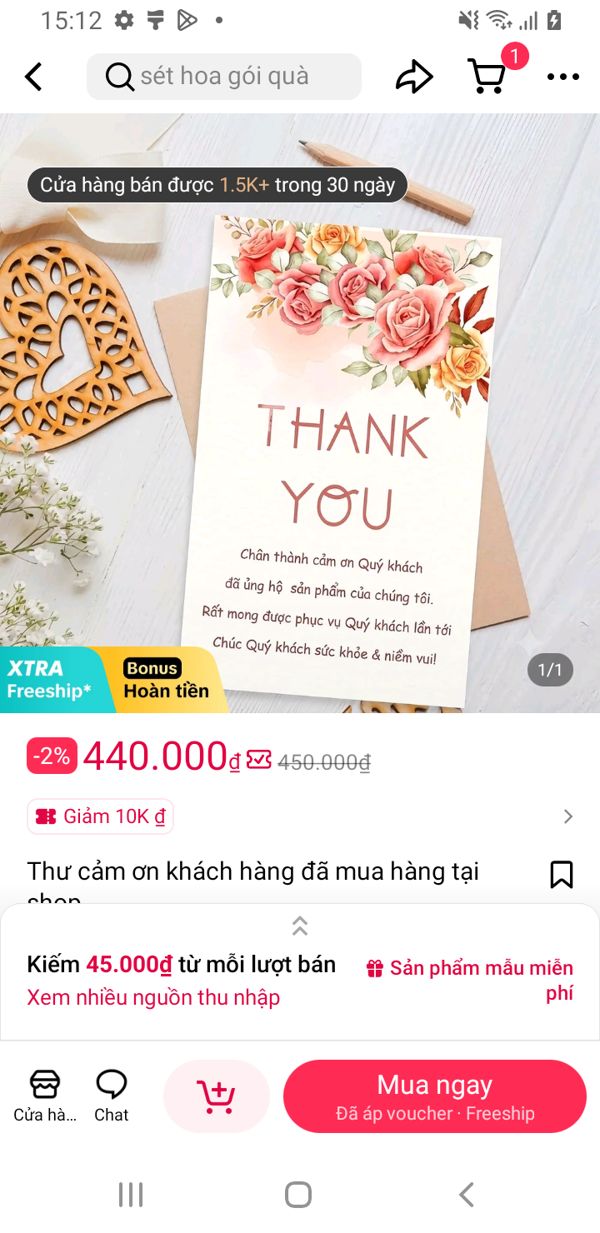 15:12
1
sét hoa gói quà
Cửa hàng bán được 1.5K+ trong 30 ngày
THANK
YOU
Chân thành cảm ơn Quý khách
đã ủng hộ sản phẩm của chúng tôi.
Rất mong được phục vụ Quý khách lần tới
Chúc Quý khách sức khỏe & niềm vui!
XTRA
Freeship*
Bonus
Hoàn tiền
1/1
-2% 440.000₫ 450.000₫
Giảm 10K ₫
Thư cảm ơn khách hàng đã mua hàng tại
shop
Kiếm 45.000₫ từ mỗi lượt bán
Xem nhiều nguồn thu nhập
Sản phẩm mẫu miễn
phí
Cửa hà...
Chat
Mua ngay
Đã áp voucher · Freeship